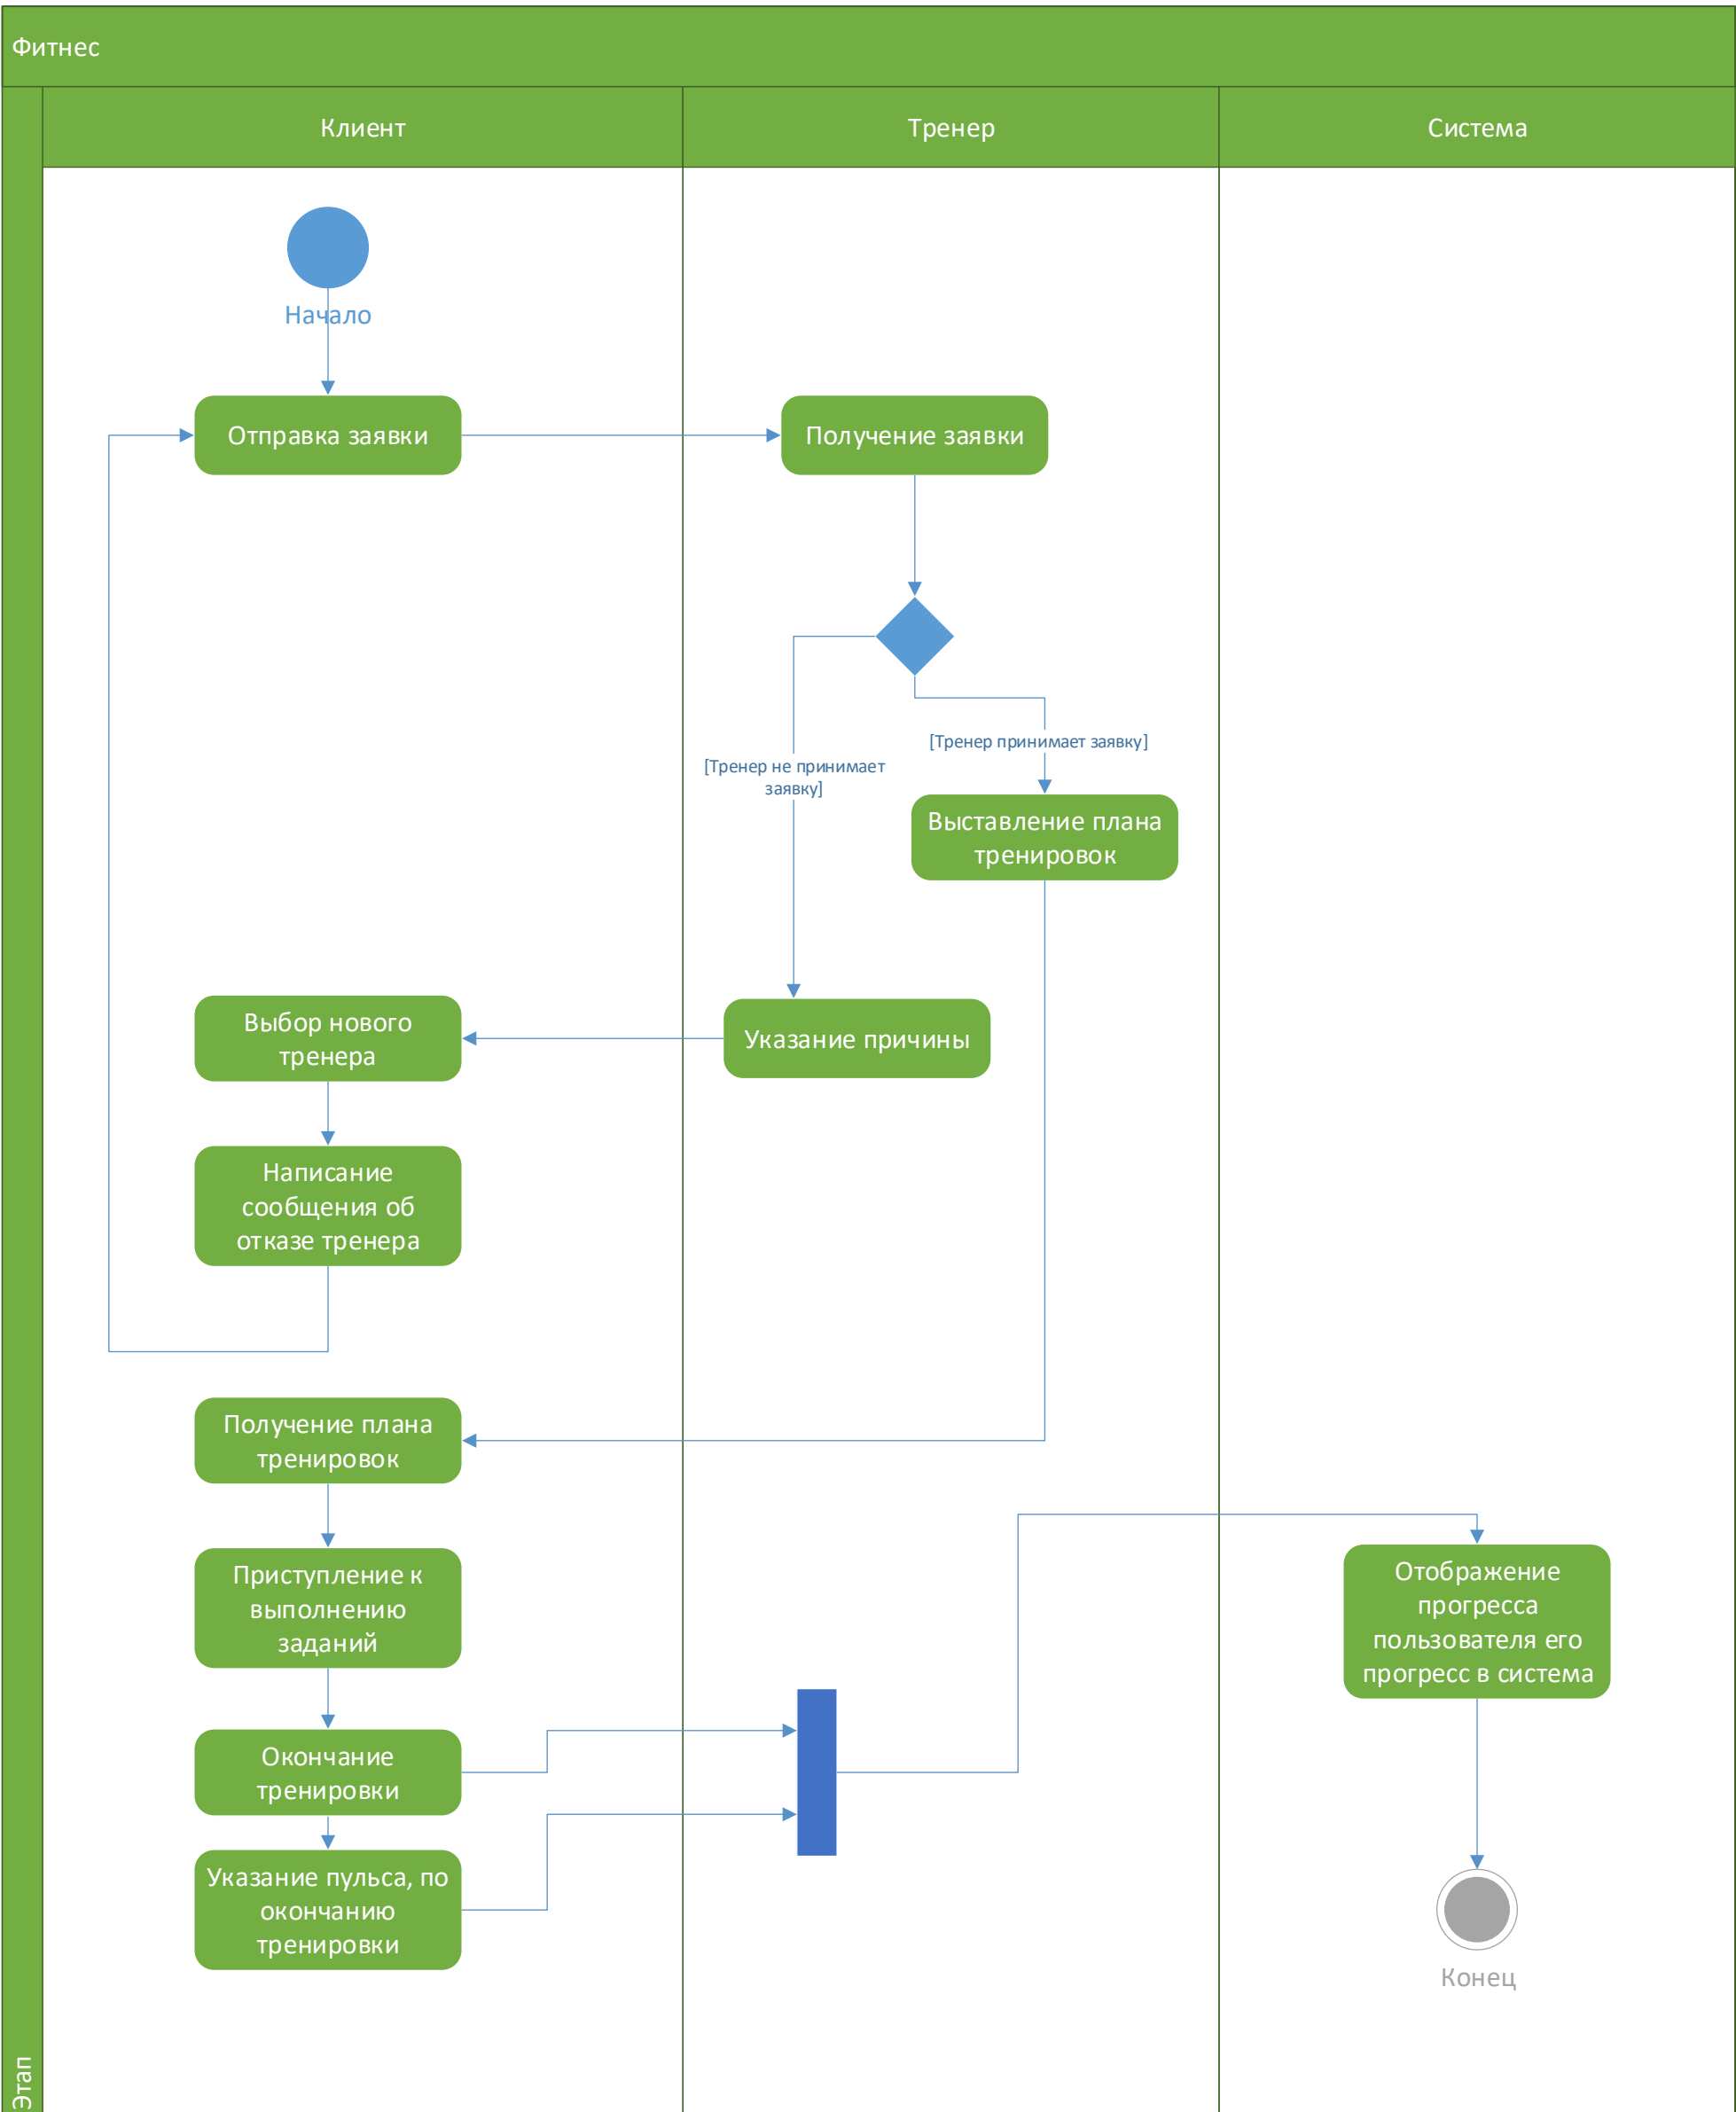 Фитнес
Клиент
Тренер
Система
Начало
Отправка заявки
Получение заявки
[Тренер принимает заявку]
[Тренер не принимает
заявку]
Выставление плана
тренировок
Выбор нового
тренера
Указание причины
Написание
сообщения об
отказе тренера
Получение плана
тренировок
Приступление к
выполнению
заданий
Отображение
прогресса
пользователя его
прогресс в система
Окончание
тренировки
Указание пульса, по
окончанию
тренировки
Конец
Этап